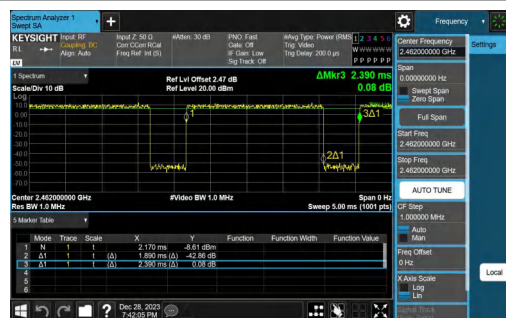 Spectrum Analyzer 1
Swept SA
Frequency
KEYSIGHT Input: RF Input Z: 50 Ω #Atten: 30 dB PNO: Fast #Avg Type: Power (RMS 1 2 3 4 5 6
R L Coupling: DC Corr CCorr RCal Gate: Off Trig: Video
Align: Auto Freq Ref: Int (S) IF Gain: Low Trig Delay: 200.0 µs W W W W W W
LV Sig Track: Off P P P P P P
1 Spectrum Ref Lvl Offset 2.47 dB ΔMkr3 2.390 ms
Scale/Div 10 dB Ref Level 20.00 dBm 0.08 dB
Log
10.0
0.00
-10.0
-20.0
-30.0
-40.0
-50.0
-60.0
-70.0
1
3Δ1
2Δ1
Center 2.462000000 GHz #Video BW 1.0 MHz Span 0 Hz
Res BW 1.0 MHz Sweep 5.00 ms (1001 pts)
5 Marker Table
Mode Trace Scale X Y Function Function Width Function Value
1 N 1 t 2.170 ms -8.61 dBm
2 Δ1 1 t (Δ) 1.890 ms (Δ) -42.86 dB
3 Δ1 1 t (Δ) 2.390 ms (Δ) 0.08 dB
4
5
6
Dec 28, 2023
7:42:05 PM
Center Frequency
2.462000000 GHz
Settings
Span
0.00000000 Hz
Swept Span
Zero Span
Full Span
Start Freq
2.462000000 GHz
Stop Freq
2.462000000 GHz
AUTO TUNE
CF Step
1.000000 MHz
Auto
Man
Freq Offset
0 Hz
X Axis Scale
Log
Lin
Signal Track
Local